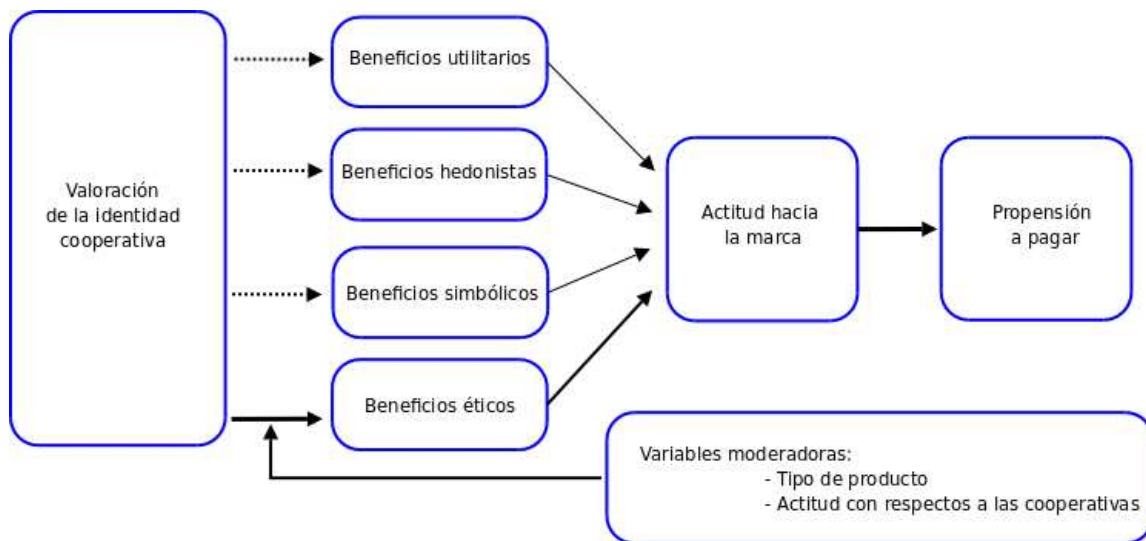 Valoración
de la identidad
cooperativa
Beneficios utilitarios
Beneficios hedonistas
Beneficios simbólicos
Beneficios éticos
Actitud hacia
la marca
Propensión
a pagar
Variables moderadoras:
- Tipo de producto
- Actitud con respectos a las cooperativas